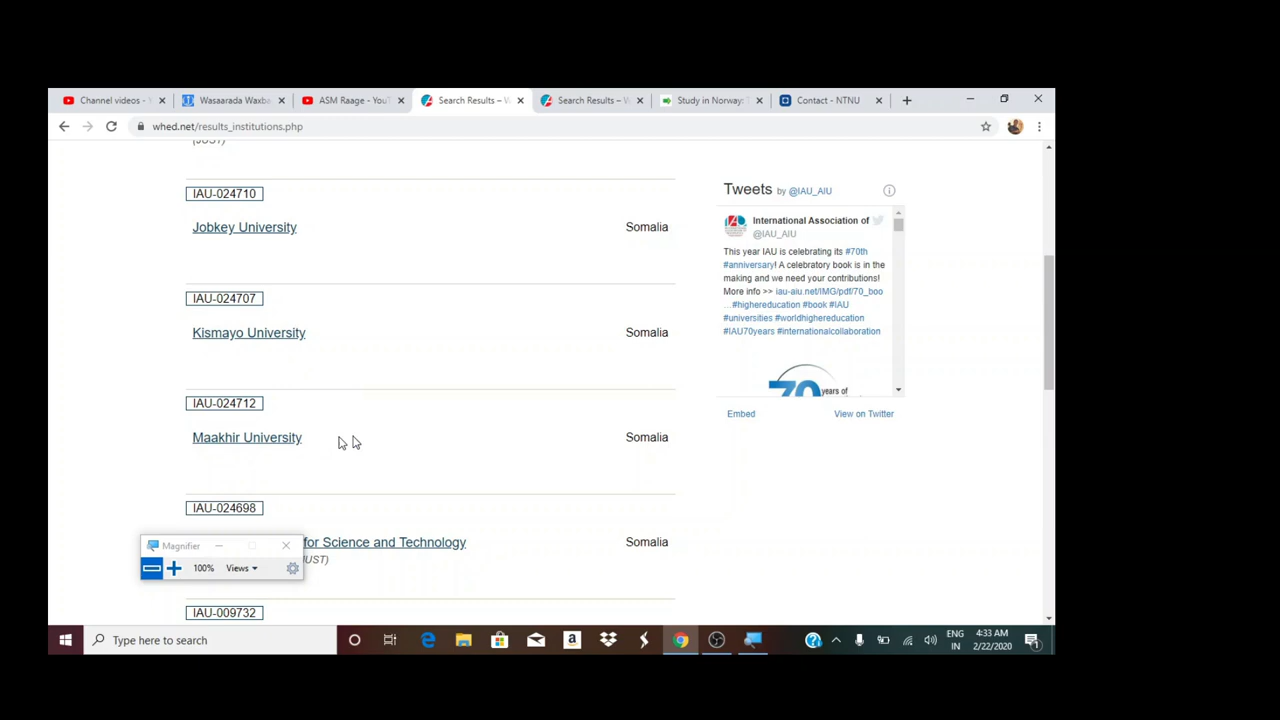 Channel videos - 
Wasaarada Waxba
ASM Raage - YouT
Search Results – W
Search Results – W
Study in Norway: T
Contact - NTNU
whed.net/results_institutions.php
(JUST)
IAU-024710
Jobkey University
Somalia
IAU-024707
Kismayo University
Somalia
IAU-024712
Maakhir University
Somalia
IAU-024698
for Science and Technology
Somalia
IAU-009732
Tweets by @IAU_AIU
International Association of
@IAU_AIU
This year IAU is celebrating its #70th
#anniversary! A celebratory book is in the
making and we need your contributions!
More info >> iau-aiu.net/IMG/pdf/70_boo
…#highereducation #book #IAU
#universities #worldhighereducation
#IAU70years #internationalcollaboration
70 years of
Embed
View on Twitter
Magnifier
100%
Views
Type here to search
ENG
IN
4:33 AM
2/22/2020
1